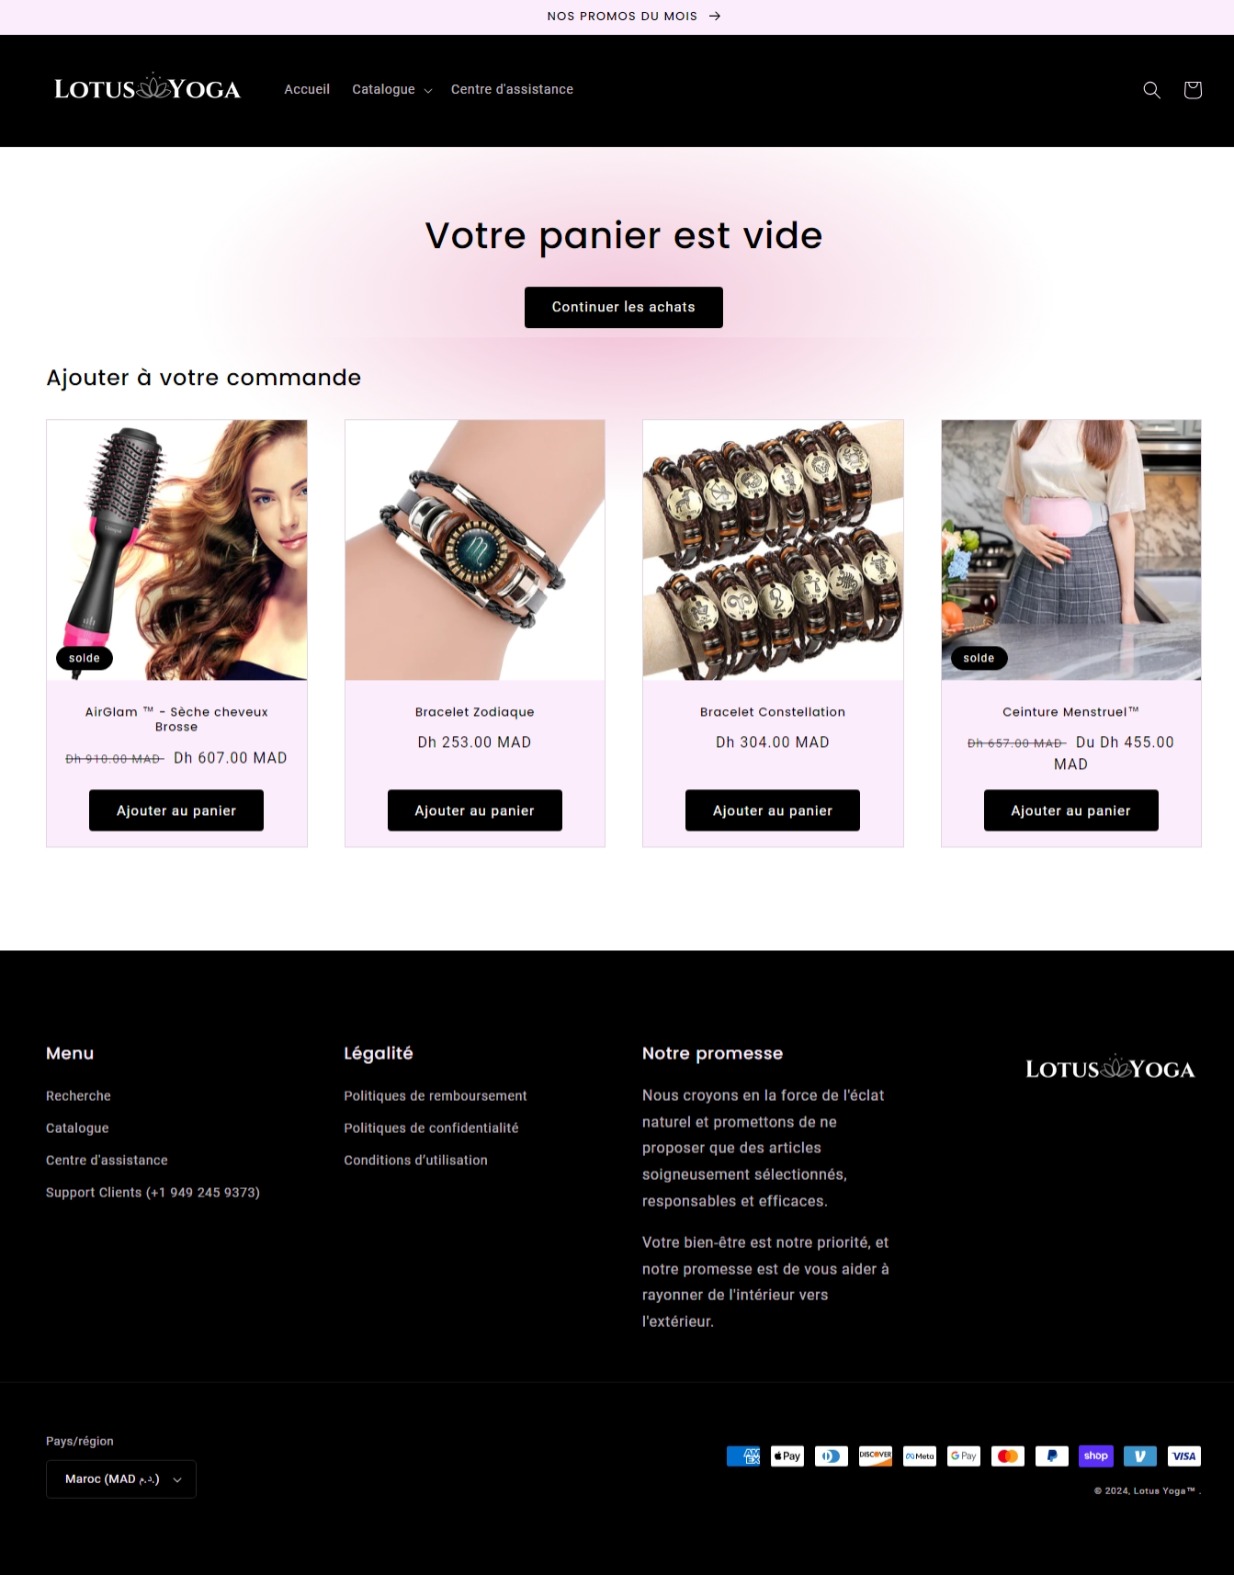 NOS PROMOS DU MOIS →
LOTUS YOGA
Accueil
Catalogue
Centre d'assistance
Votre panier est vide
Continuer les achats
Ajouter à votre commande
solde
AirGlam ™ - Sèche cheveux
Brosse
Dh 910.00 MAD Dh 607.00 MAD
Ajouter au panier
Bracelet Zodiaque
Dh 253.00 MAD
Ajouter au panier
Bracelet Constellation
Dh 304.00 MAD
Ajouter au panier
solde
Ceinture Menstruel™
Dh 657.00 MAD Du Dh 455.00
MAD
Ajouter au panier
Menu
Recherche
Catalogue
Centre d'assistance
Support Clients (+1 949 245 9373)
Légalité
Politiques de remboursement
Politiques de confidentialité
Conditions d’utilisation
Notre promesse
Nous croyons en la force de l'éclat
naturel et promettons de ne
proposer que des articles
soigneusement sélectionnés,
responsables et efficaces.
Votre bien-être est notre priorité, et
notre promesse est de vous aider à
rayonner de l'intérieur vers
l'extérieur.
LOTUS YOGA
Pays/région
Maroc (MAD د.م.)
AMEX
Pay
DISCOVER
Meta
G Pay
shop
VISA
© 2024, Lotus Yoga™ .